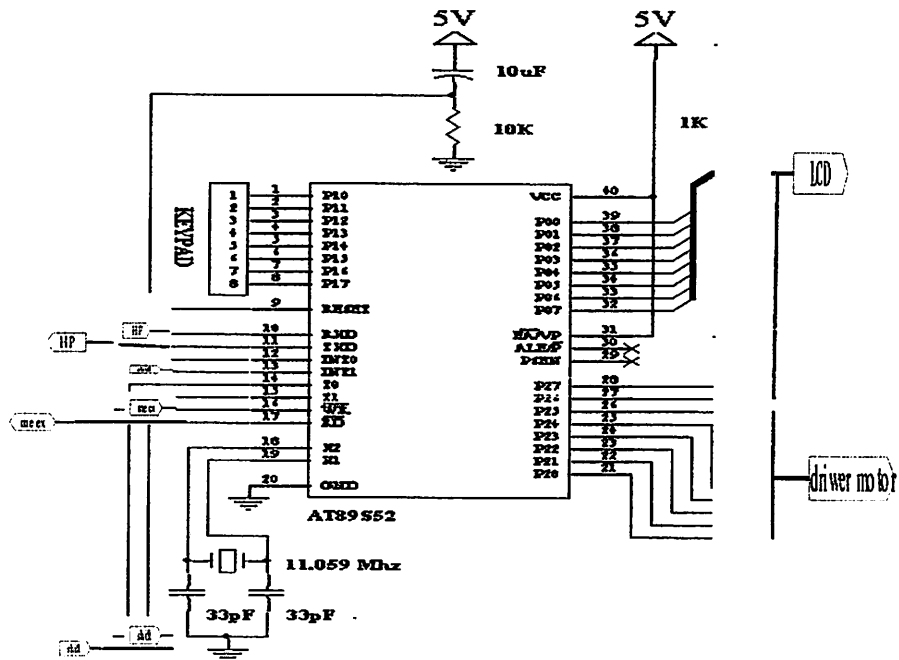 5V
5V
10uF
10K
1K
LCD
KEYPAD
1 1 P10
2 2 P11
3 3 P12
4 4 P13
5 5 P14
6 6 P15
7 7 P16
8 8 P17
9 RESET
10 RXD
11 TXD
12 INT0
13 INT1
14 T0
15 T1
16 WR
17 RD
18 X2
19 X1
20 GND
VCC 40
P00 39
P01 38
P02 37
P03 36
P04
P05 34
P06 33
P07 32
EA/VP 31
ALE/P 30
PSEN 29
P27 28
P26 27
P25 26
P24 25
P23 24
P22 23
P21 22
P20 21
HP
HP
driwer motor
AT89S52
11.059 Mhz
33pF
33pF